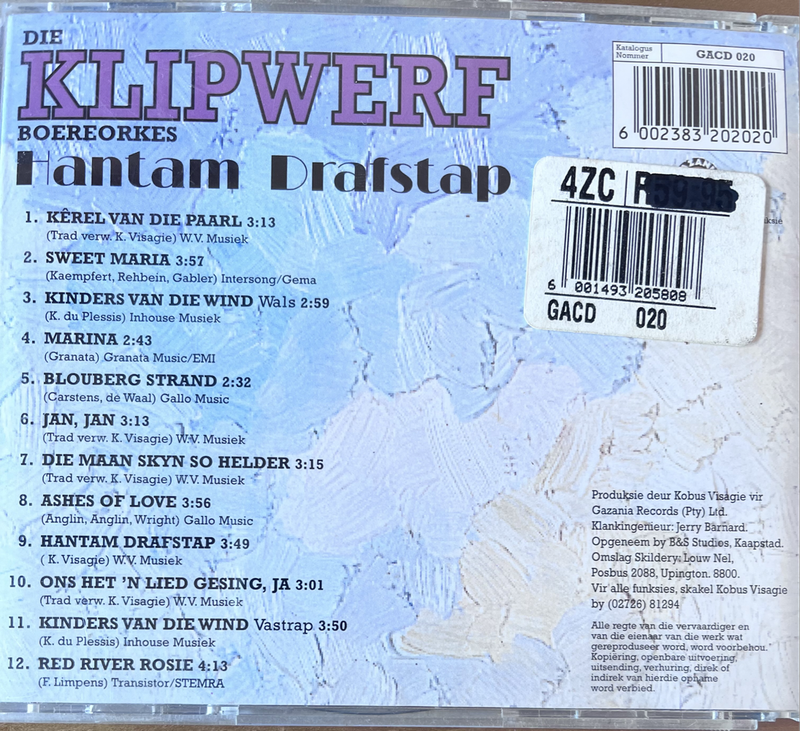 DIE
KLIPWERF
BOEREORKES
Hantam Drafstap
Katalogus
Nommer
GACD 020
6 002383 202020
4ZC R
6 001493 205808
GACD 020
1. KÊREL VAN DIE PAARL 3:13
(Trad verw. K. Visagie) W.V. Musiek
2. SWEET MARIA 3:57
(Kaempfert, Rehbein, Gabler) Intersong/Gema
3. KINDERS VAN DIE WIND Wals 2:59
(K. du Plessis) Inhouse Musiek
4. MARINA 2:43
(Granata) Granata Music/EMI
5. BLOUBERG STRAND 2:32
(Carstens, de Waal) Gallo Music
6. JAN, JAN 3:13
(Trad verw. K. Visagie) W.V. Musiek
7. DIE MAAN SKYN SO HELDER 3:15
(Trad verw. K. Visagie) W.V. Musiek
8. ASHES OF LOVE 3:56
(Anglin, Anglin, Wright) Gallo Music
9. HANTAM DRAFSTAP 3:49
( K. Visagie) W.V. Musiek
10. ONS HET 'N LIED GESING, JA 3:01
(Trad verw. K. Visagie) W.V. Musiek
11. KINDERS VAN DIE WIND Vastrap 3:50
(K. du Plessis) Inhouse Musiek
12. RED RIVER ROSIE 4:13
(F. Limpens) Transistor/STEMRA
Produksie deur Kobus Visagie vir
Gazania Records (Pty) Ltd.
Klankingenieur: Jerry Barnard.
Opgeneem by B&S Studios, Kaapstad.
Omslag Skildery: Louw Nel,
Posbus 2088, Upington. 8800.
Vir alle funksies, skakel Kobus Visagie
by (02726) 81294
Alle regte van die vervaardiger en
van die eienaar van die werk wat
gereproduseer word, word voorbehou.
Kopiëring, openbare uitvoering,
uitsending, verhuring, direk of
indirek van hierdie opname
word verbied.